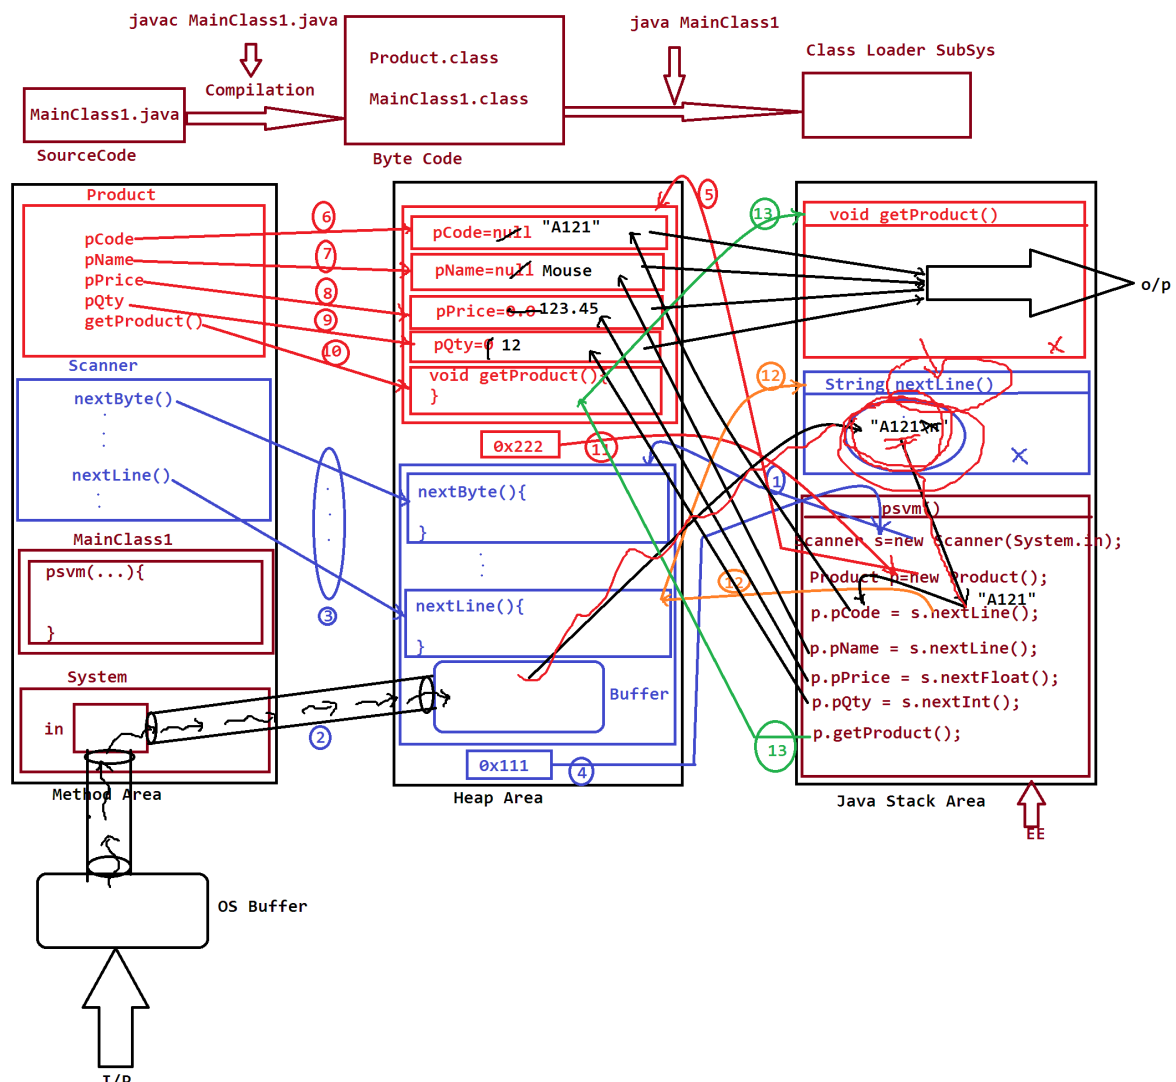 javac MainClass1.java
Compilation
MainClass1.java
SourceCode
Product.class
MainClass1.class
Byte Code
java MainClass1
Class Loader SubSys
Product
pCode
pName
pPrice
pQty
getProduct()
Scanner
nextByte()
nextLine()
MainClass1
psvm(...){
}
System
in
Method Area
OS Buffer
I/P
6
7
8
9
10
3
2
pCode=null "A121"
pName=null Mouse
pPrice=0.0 123.45
pQty=0 12
void getProduct(){
}
0x222
11
nextByte(){
}
nextLine(){
}
Buffer
0x111
4
Heap Area
5
13
12
1
12
13
void getProduct()
o/p
X
String nextLine()
"A121\n"
X
psvm()
Scanner s=new Scanner(System.in);
Product p=new Product();
"A121"
p.pCode = s.nextLine();
p.pName = s.nextLine();
p.pPrice = s.nextFloat();
p.pQty = s.nextInt();
p.getProduct();
Java Stack Area
EE